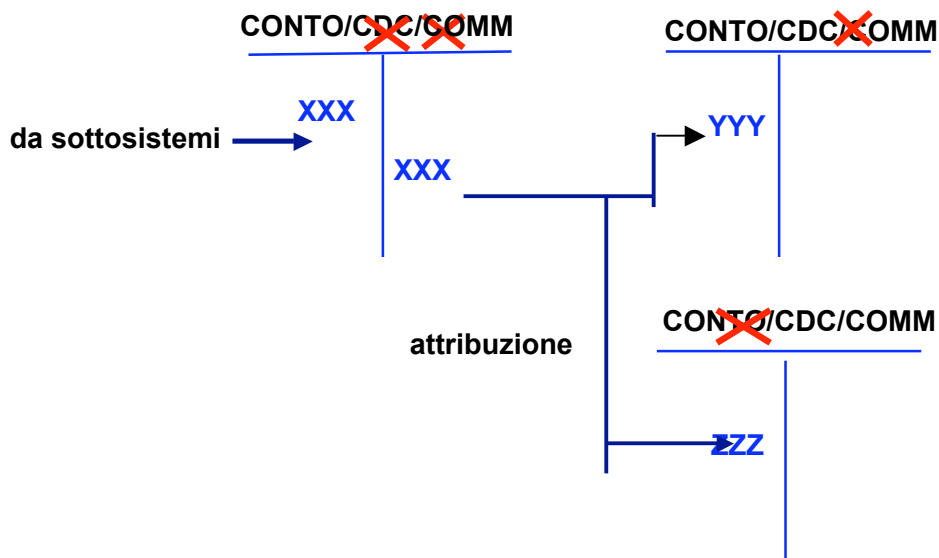 CONTO/CDC/COMM
CONTO/CDC/COMM
XXX
YYY
da sottosistemi
XXX
CONTO/CDC/COMM
attribuzione
ZZZ